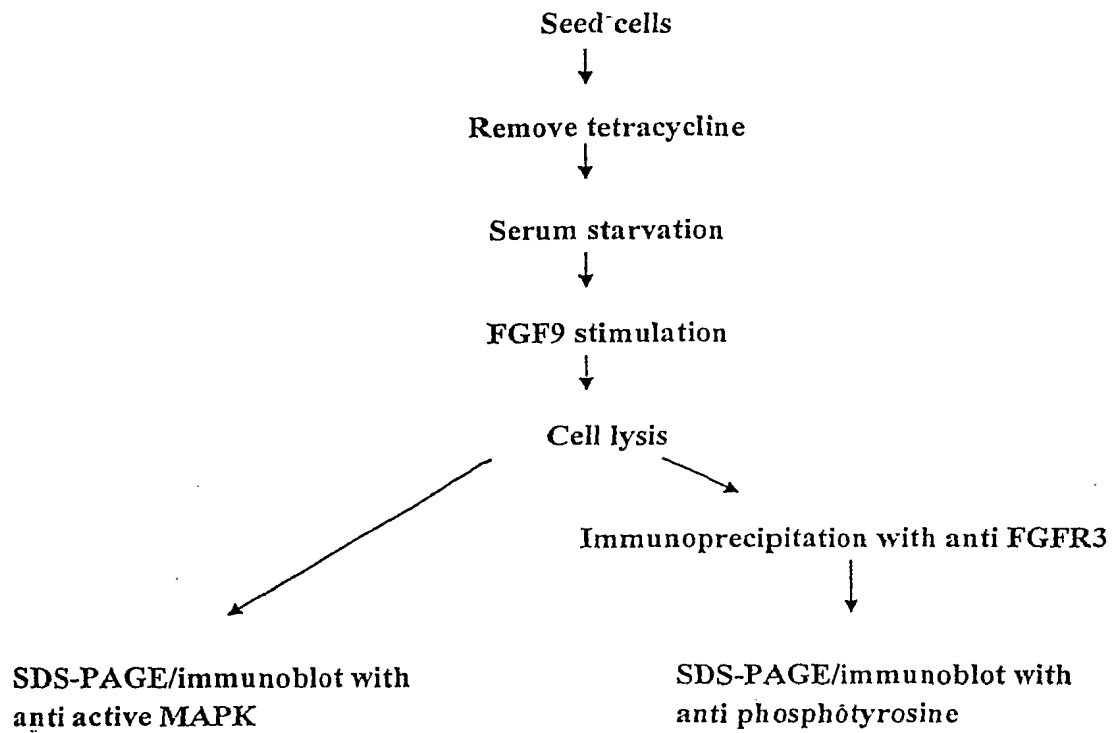 Seed cells
Remove tetracycline
Serum starvation
FGF9 stimulation
Cell lysis
Immunoprecipitation with anti FGFR3
SDS-PAGE/immunoblot with
anti active MAPK
SDS-PAGE/immunoblot with
anti phosphotyrosine